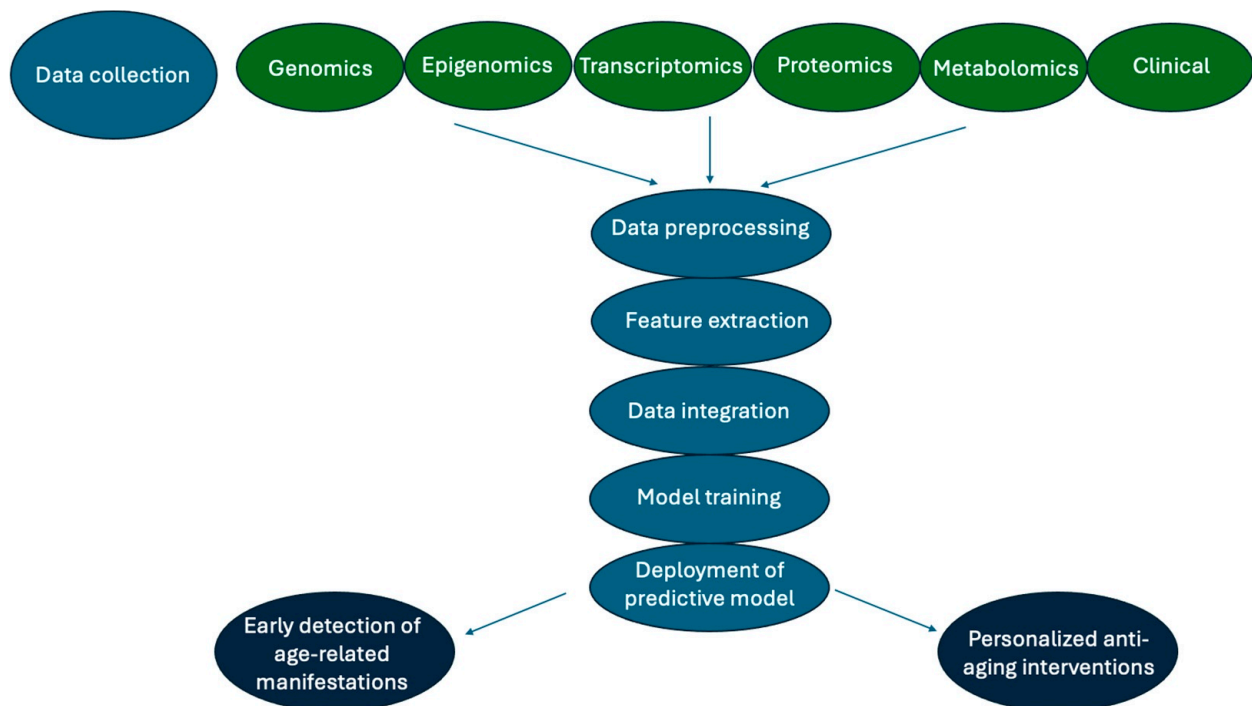 Data collection
Genomics
Epigenomics
Transcriptomics
Proteomics
Metabolomics
Clinical
Data preprocessing
Feature extraction
Data integration
Model training
Deployment of
predictive model
Early detection of
age-related
manifestations
Personalized anti-
aging interventions